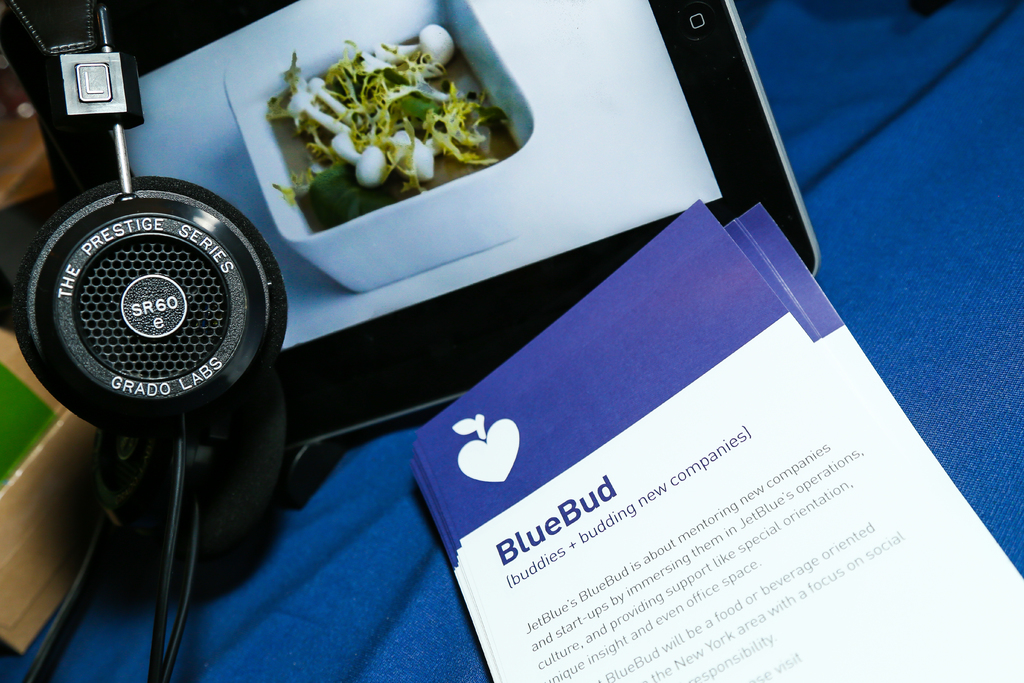 L
THE PRESTIGE SERIES
SR60
e
GRADO LABS
BlueBud
(buddies + budding new companies)
JetBlue's BlueBud is about mentoring new companies
and start-ups by immersing them in JetBlue's operations,
culture, and providing support like special orientation,
unique insight and even office space.
BlueBud will be a food or beverage oriented
the New York area with a focus on social
responsibility.
visit